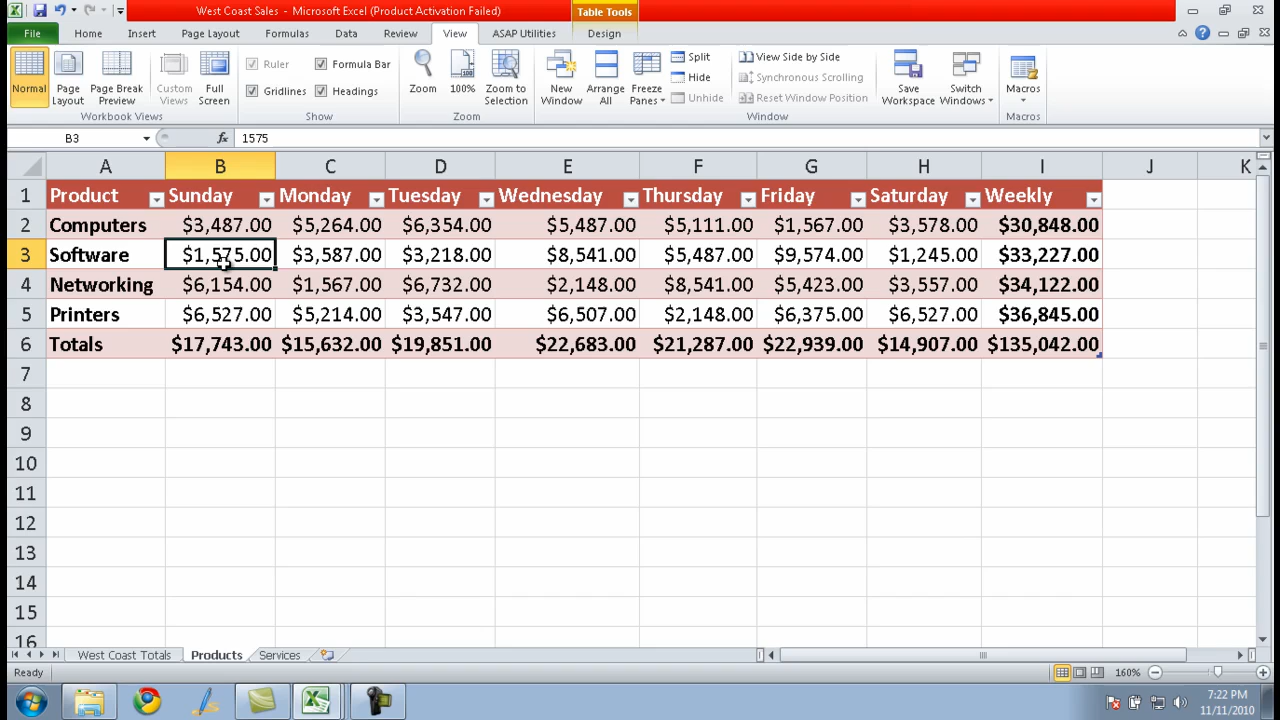 West Coast Sales - Microsoft Excel (Product Activation Failed)
Table Tools
File Home Insert Page Layout Formulas Data Review View ASAP Utilities Design
Normal
Page Layout
Page Break Preview
Custom Views
Full Screen
Workbook Views
Ruler
Formula Bar
Gridlines
Headings
Show
Zoom
100%
Zoom to Selection
Zoom
New Window
Arrange All
Freeze Panes
Split
Hide
Unhide
View Side by Side
Synchronous Scrolling
Reset Window Position
Window
Save Workspace
Switch Windows
Macros
Macros
B3 fx 1575
A B C D E F G H I J K
1 Product Sunday Monday Tuesday Wednesday Thursday Friday Saturday Weekly
2 Computers $3,487.00 $5,264.00 $6,354.00 $5,487.00 $5,111.00 $1,567.00 $3,578.00 $30,848.00
3 Software $1,575.00 $3,587.00 $3,218.00 $8,541.00 $5,487.00 $9,574.00 $1,245.00 $33,227.00
4 Networking $6,154.00 $1,567.00 $6,732.00 $2,148.00 $8,541.00 $5,423.00 $3,557.00 $34,122.00
5 Printers $6,527.00 $5,214.00 $3,547.00 $6,507.00 $2,148.00 $6,375.00 $6,527.00 $36,845.00
6 Totals $17,743.00 $15,632.00 $19,851.00 $22,683.00 $21,287.00 $22,939.00 $14,907.00 $135,042.00
7
8
9
10
11
12
13
14
15
16
West Coast Totals Products Services
Ready 160%
7:22 PM
11/11/2010